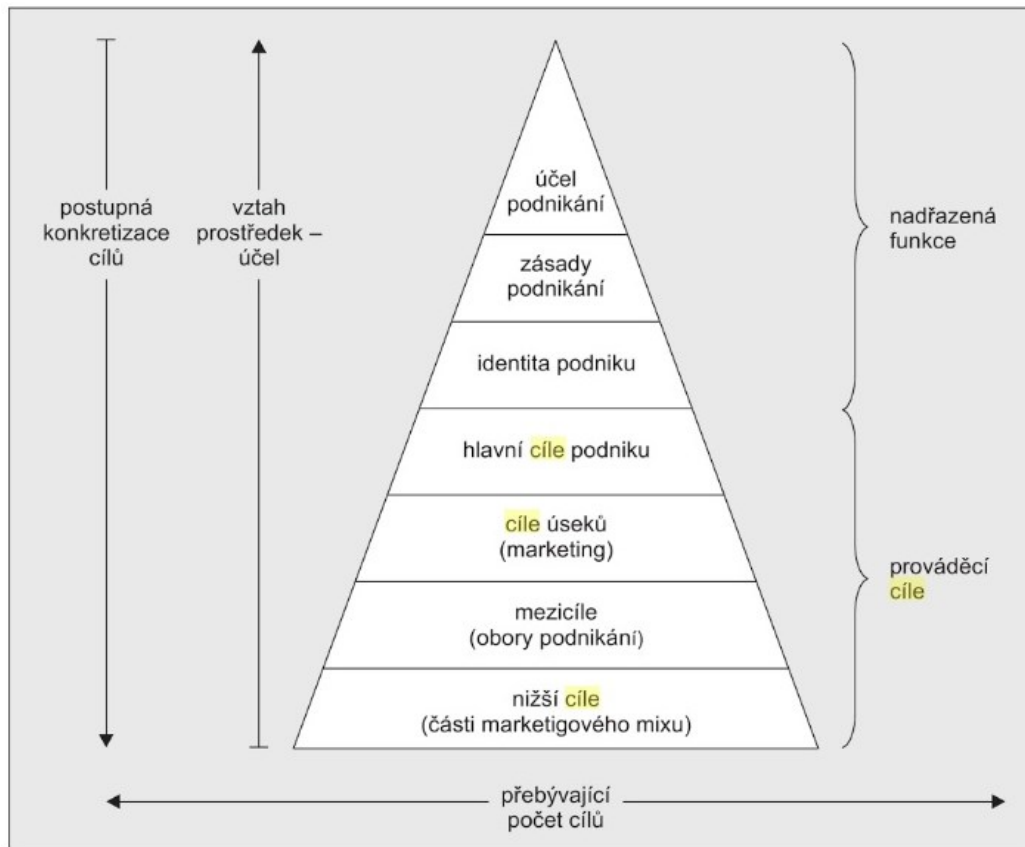 postupná
konkretizace
cílů
vztah
prostředek –
účel
účel
podnikání
zásady
podnikání
identita podniku
hlavní cíle podniku
cíle úseků
(marketing)
mezicíle
(obory podnikání)
nižší cíle
(části marketigového mixu)
nadřazená
funkce
prováděcí
cíle
přebývající
počet cílů